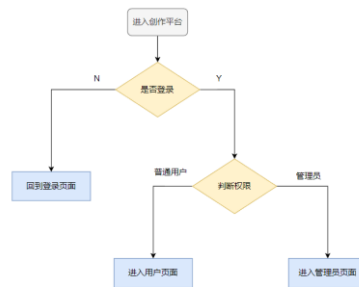 进入创作平台
是否登录
N
Y
回到登录页面
普通用户
判断权限
管理员
进入用户页面
进入管理员页面